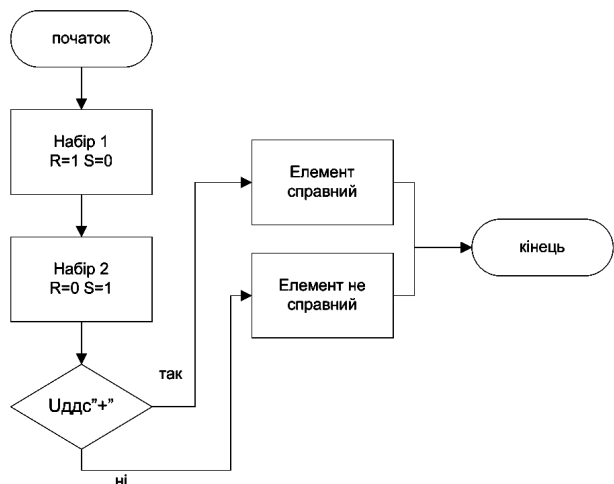 початок
Набір 1
R=1 S=0
Набір 2
R=0 S=1
Uддс"+"
так
ні
Елемент
справний
Елемент не
справний
кінець